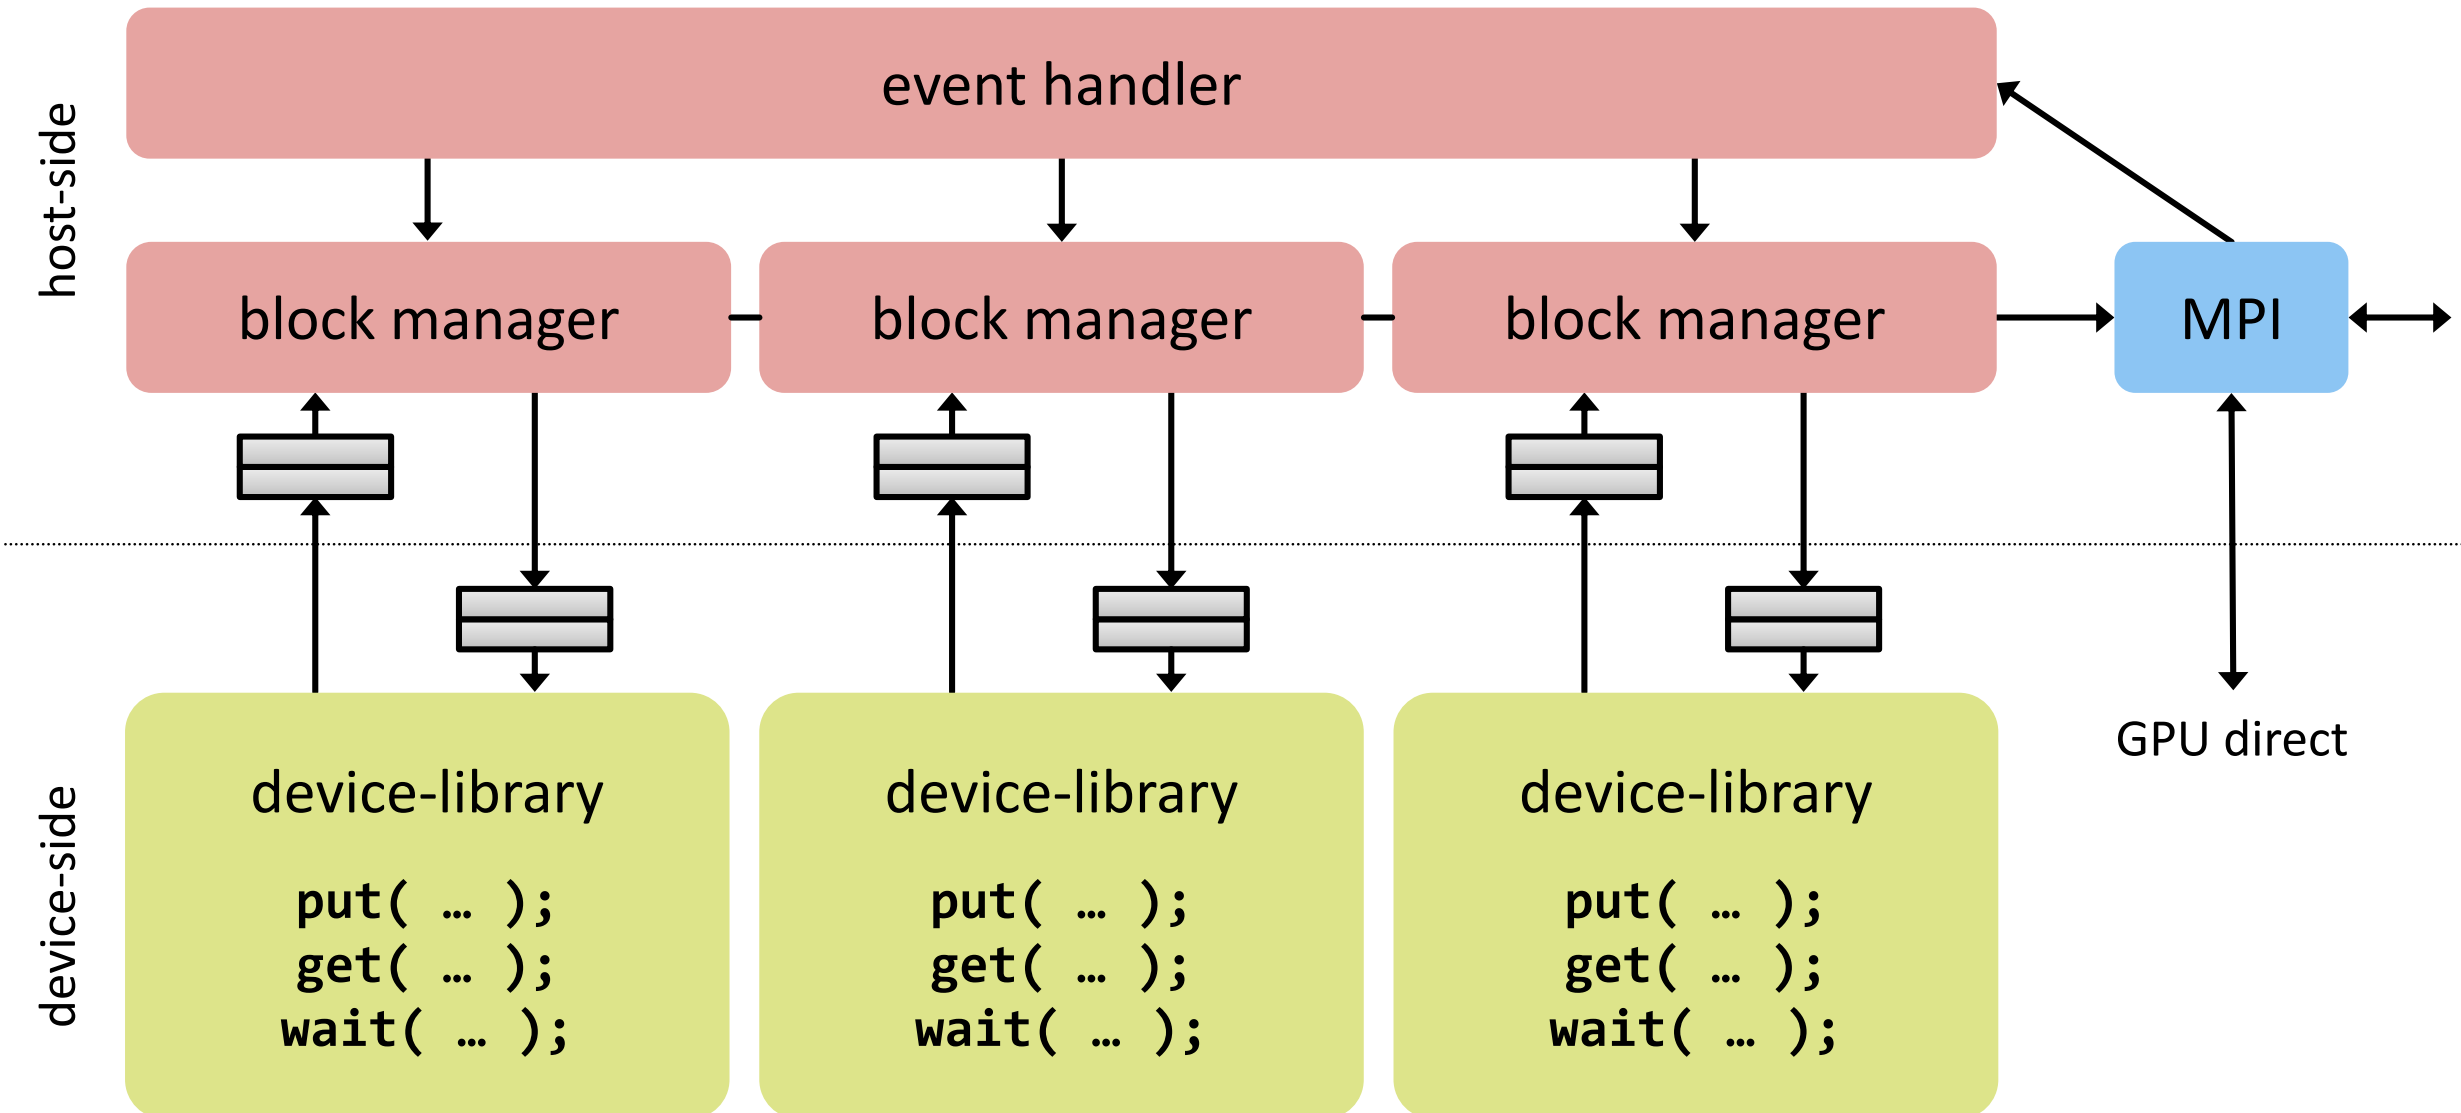 event handler
host-side
block manager
block manager
block manager
MPI
GPU direct
device-side
device-library
put( … );
get( … );
wait( … );
device-library
put( … );
get( … );
wait( … );
device-library
put( … );
get( … );
wait( … );